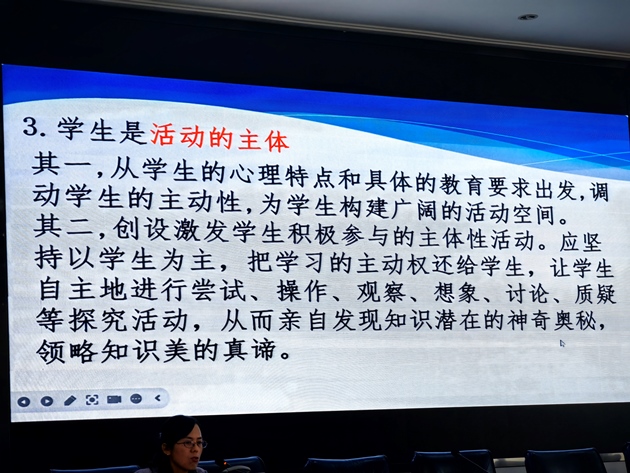 3. 学生是活动的主体
其一,从学生的心理特点和具体的教育要求出发,调
动学生的主动性,为学生构建广阔的活动空间。
其二,创设激发学生积极参与的主体性活动。应坚
持以学生为主，把学习的主动权还给学生，让学生
自主地进行尝试、操作、观察、想象、讨论、质疑
等探究活动，从而亲自发现知识潜在的神奇奥秘，
领略知识美的真谛。